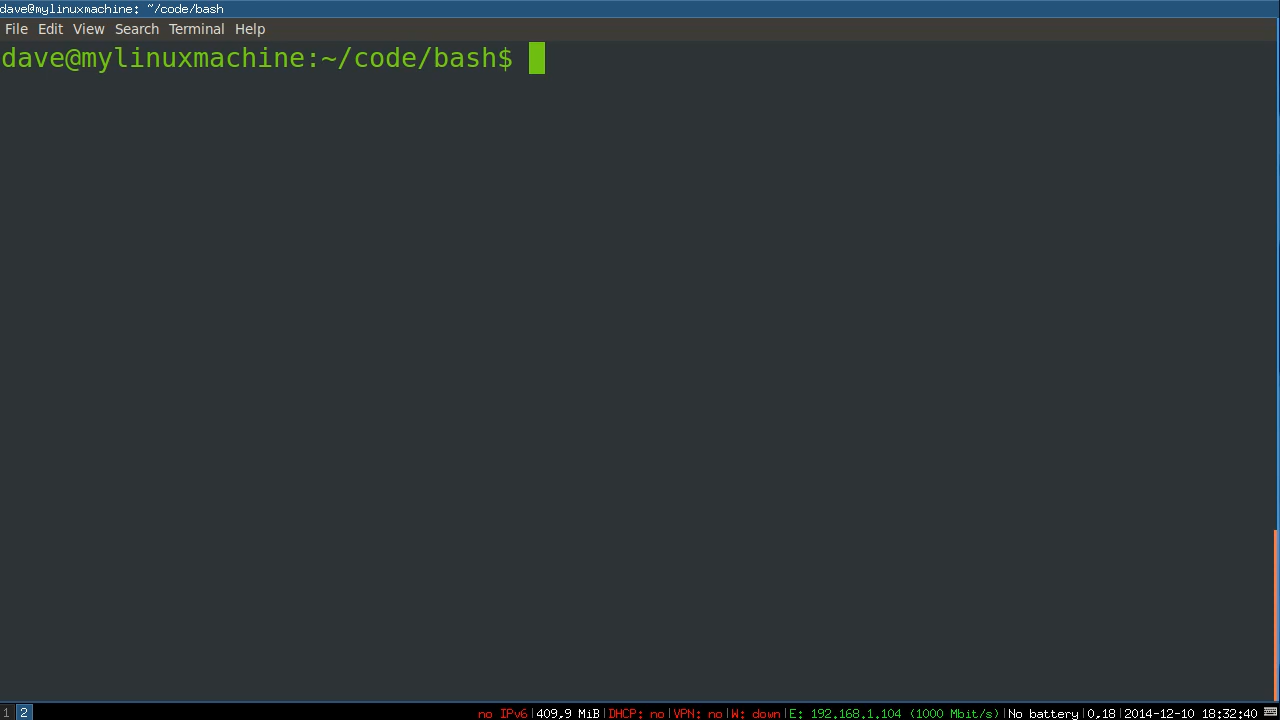 dave@mylinuxmachine: ~/code/bash
File Edit View Search Terminal Help
dave@mylinuxmachine:~/code/bash$
1 2 no IPv6|409,9 MiB|DHCP: no|VPN: no|W: down|E: 192.168.1.104 (1000 Mbit/s)|No battery|0,18|2014-12-10 18:32:40